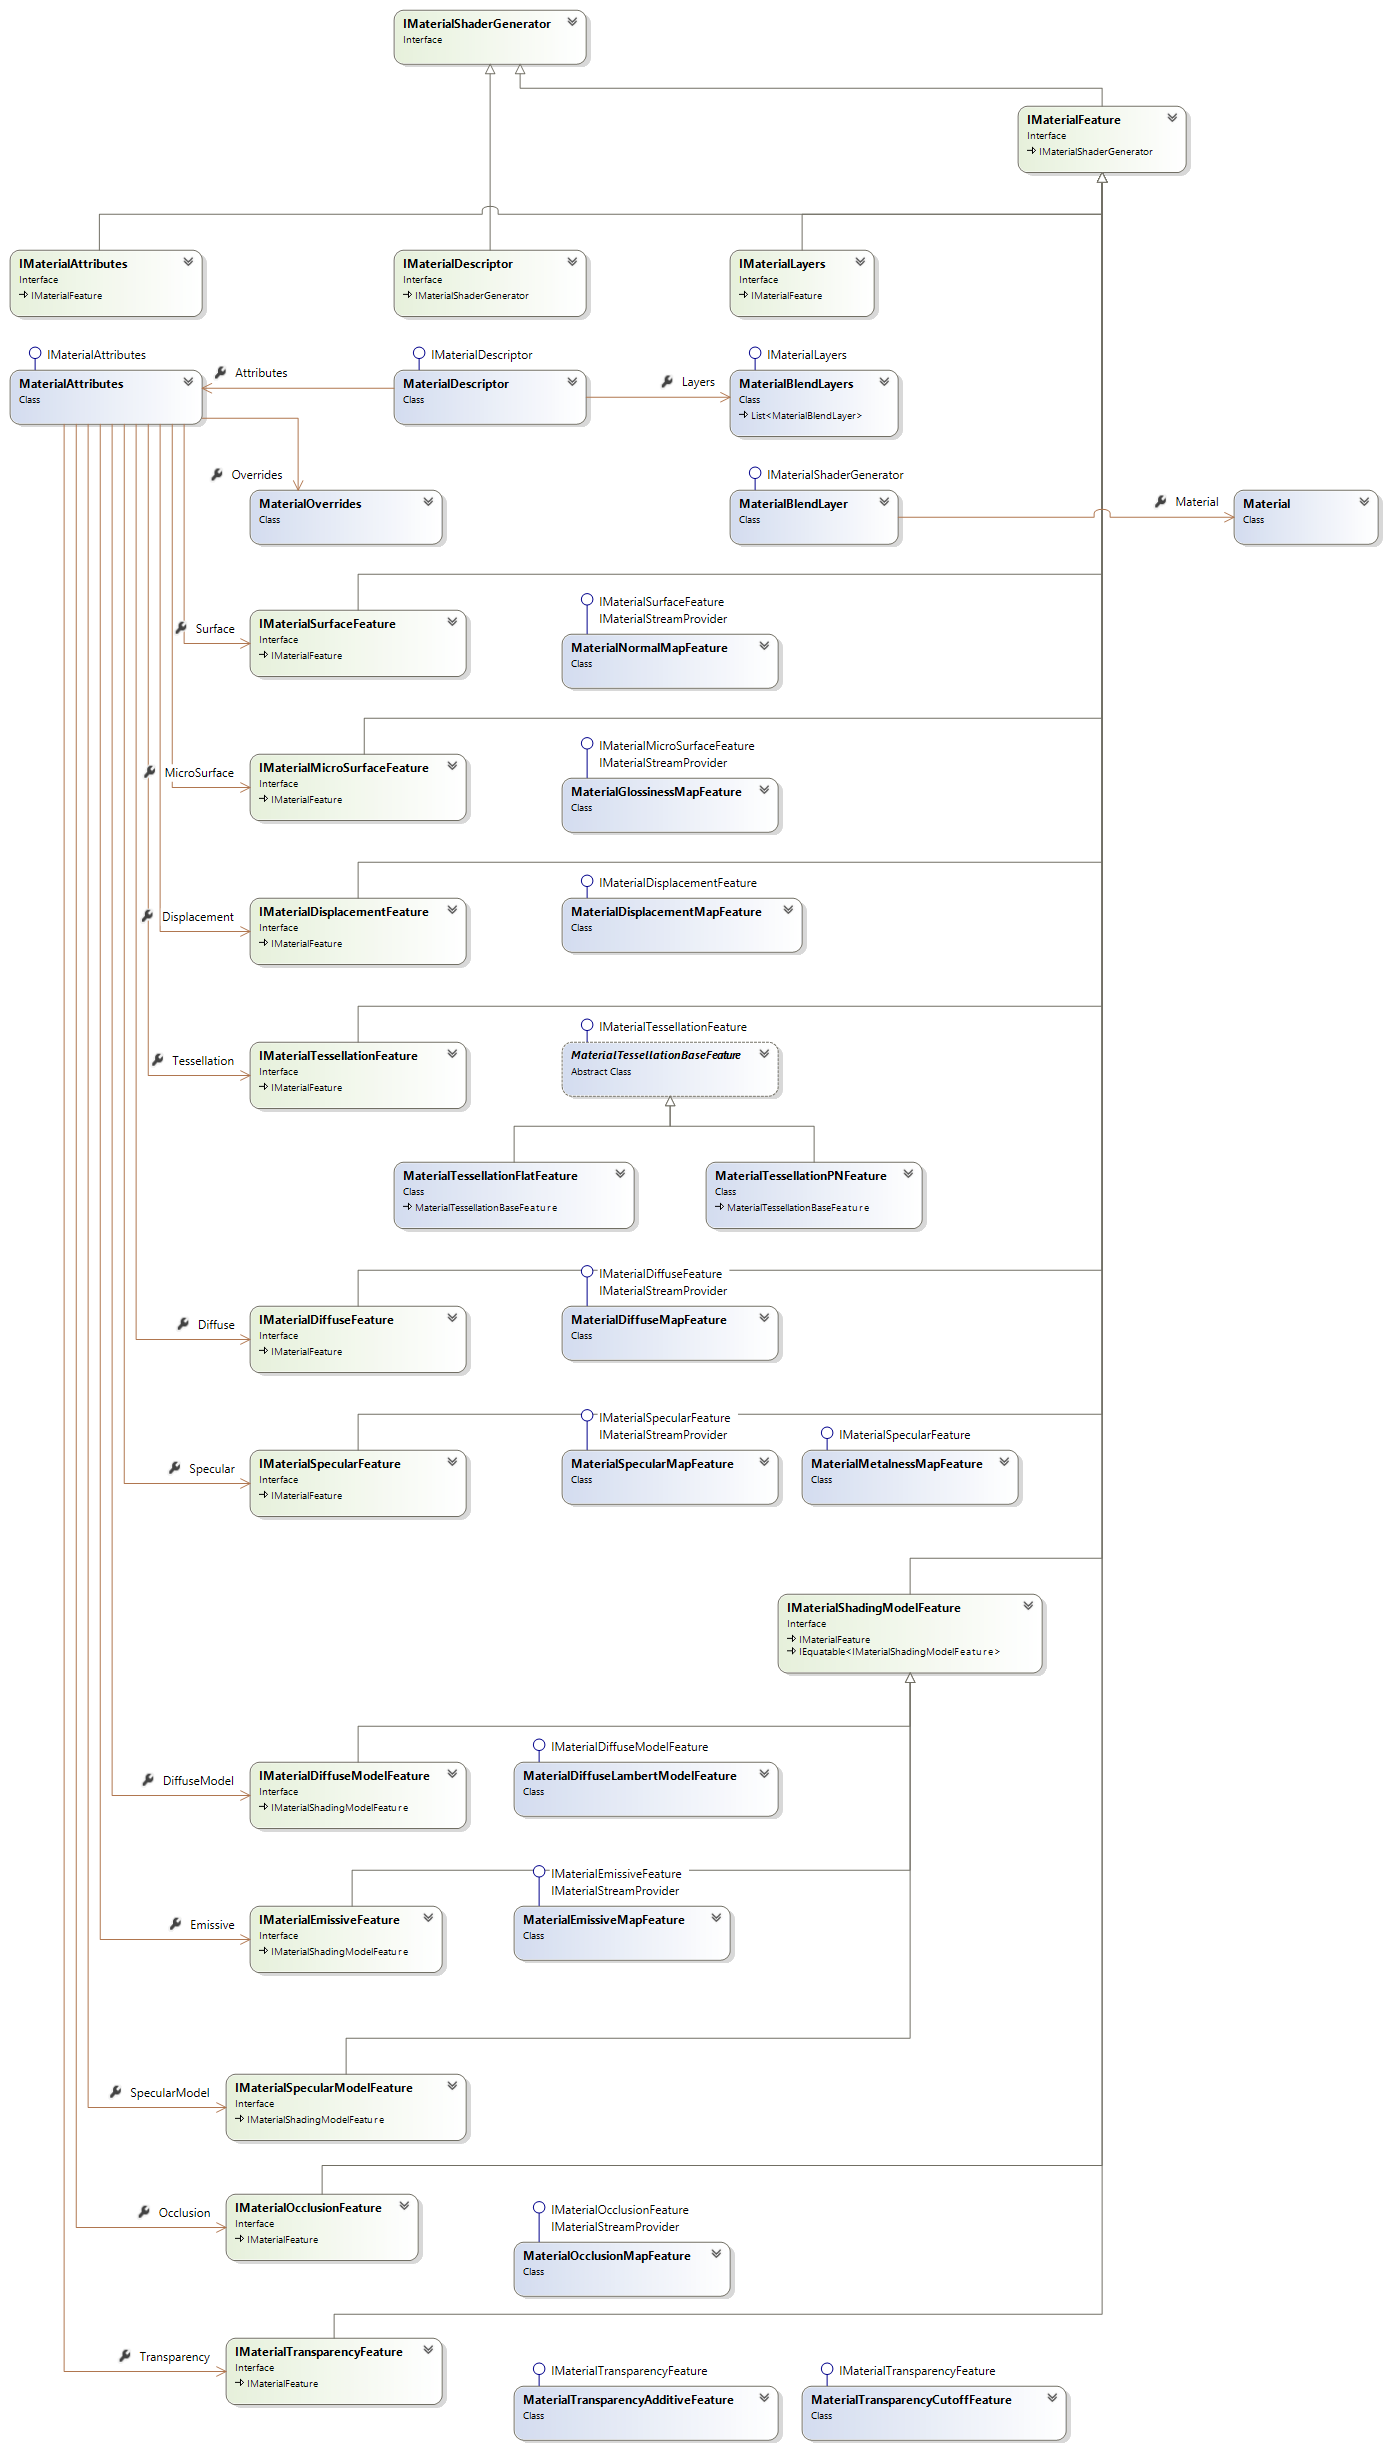 IMaterialShaderGenerator
Interface
IMaterialFeature
Interface
IMaterialShaderGenerator
IMaterialAttributes
Interface
IMaterialFeature
IMaterialDescriptor
Interface
IMaterialShaderGenerator
IMaterialLayers
Interface
IMaterialFeature
IMaterialAttributes
MaterialAttributes
Class
Attributes
IMaterialDescriptor
MaterialDescriptor
Class
Layers
IMaterialLayers
MaterialBlendLayers
Class
List<MaterialBlendLayer>
Overrides
MaterialOverrides
Class
IMaterialShaderGenerator
MaterialBlendLayer
Class
Material
Material
Class
Surface
IMaterialSurfaceFeature
Interface
IMaterialFeature
IMaterialSurfaceFeature
IMaterialStreamProvider
MaterialNormalMapFeature
Class
MicroSurface
IMaterialMicroSurfaceFeature
Interface
IMaterialFeature
IMaterialMicroSurfaceFeature
IMaterialStreamProvider
MaterialGlossinessMapFeature
Class
Displacement
IMaterialDisplacementFeature
Interface
IMaterialFeature
IMaterialDisplacementFeature
MaterialDisplacementMapFeature
Class
Tessellation
IMaterialTessellationFeature
Interface
IMaterialFeature
IMaterialTessellationFeature
MaterialTessellationBaseFeature
Abstract Class
MaterialTessellationFlatFeature
Class
MaterialTessellationBaseFeature
MaterialTessellationPNFeature
Class
MaterialTessellationBaseFeature
Diffuse
IMaterialDiffuseFeature
Interface
IMaterialFeature
IMaterialDiffuseFeature
IMaterialStreamProvider
MaterialDiffuseMapFeature
Class
Specular
IMaterialSpecularFeature
Interface
IMaterialFeature
IMaterialSpecularFeature
IMaterialStreamProvider
MaterialSpecularMapFeature
Class
IMaterialSpecularFeature
MaterialMetalnessMapFeature
Class
IMaterialShadingModelFeature
Interface
IMaterialFeature
IEquatable<IMaterialShadingModelFeature>
DiffuseModel
IMaterialDiffuseModelFeature
Interface
IMaterialShadingModelFeature
IMaterialDiffuseModelFeature
MaterialDiffuseLambertModelFeature
Class
Emissive
IMaterialEmissiveFeature
Interface
IMaterialShadingModelFeature
IMaterialEmissiveFeature
IMaterialStreamProvider
MaterialEmissiveMapFeature
Class
SpecularModel
IMaterialSpecularModelFeature
Interface
IMaterialShadingModelFeature
Occlusion
IMaterialOcclusionFeature
Interface
IMaterialFeature
IMaterialOcclusionFeature
IMaterialStreamProvider
MaterialOcclusionMapFeature
Class
Transparency
IMaterialTransparencyFeature
Interface
IMaterialFeature
IMaterialTransparencyFeature
MaterialTransparencyAdditiveFeature
Class
IMaterialTransparencyFeature
MaterialTransparencyCutoffFeature
Class